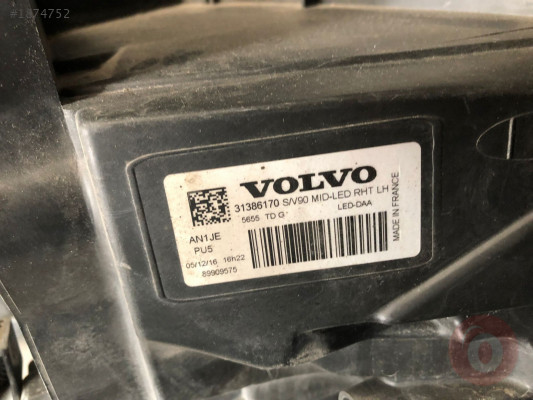 #1874752
VOLVO
31386170 S/V90 MID-LED RHT LH
5655 TD G LED-DAA
AN1JE
PU5
05/12/16 16h22
89909575
MADE IN FRANCE